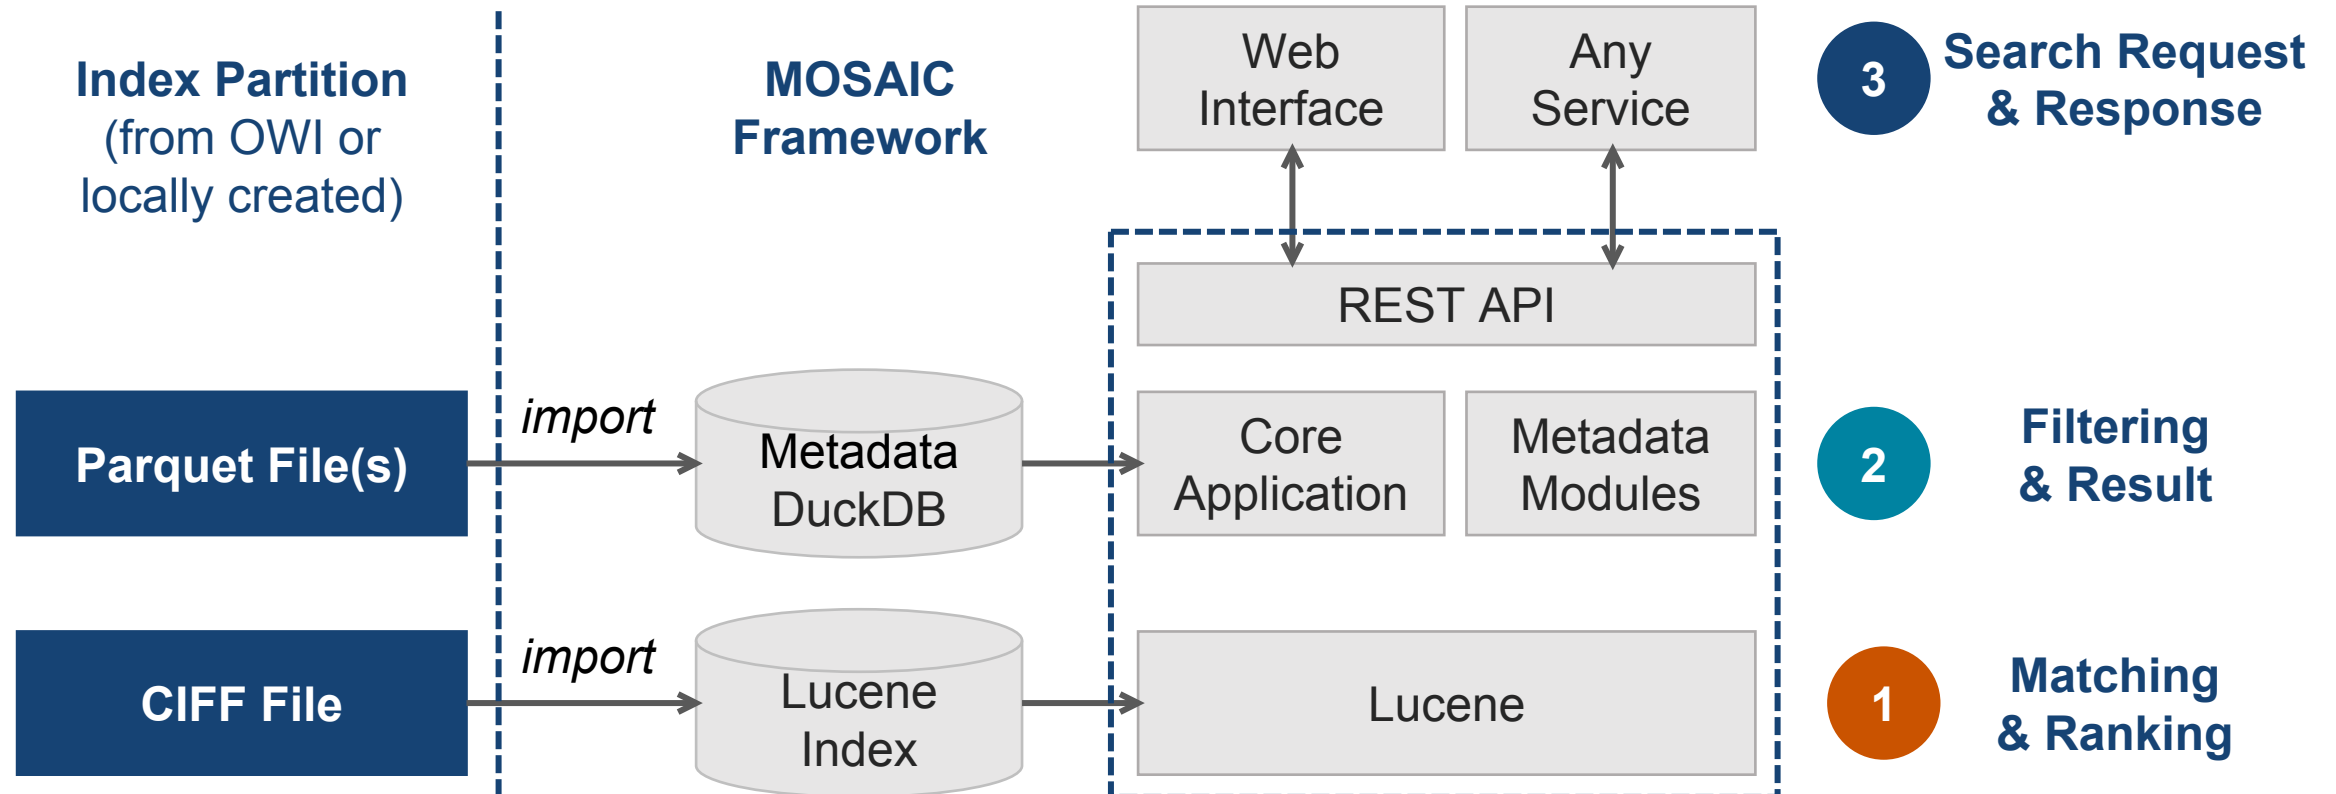 Index Partition
(from OWI or
locally created)
MOSAIC
Framework
Web
Interface
Any
Service
3
Search Request
& Response
REST API
Parquet File(s)
import
Metadata
DuckDB
Core
Application
Metadata
Modules
2
Filtering
& Result
CIFF File
import
Lucene
Index
Lucene
1
Matching
& Ranking